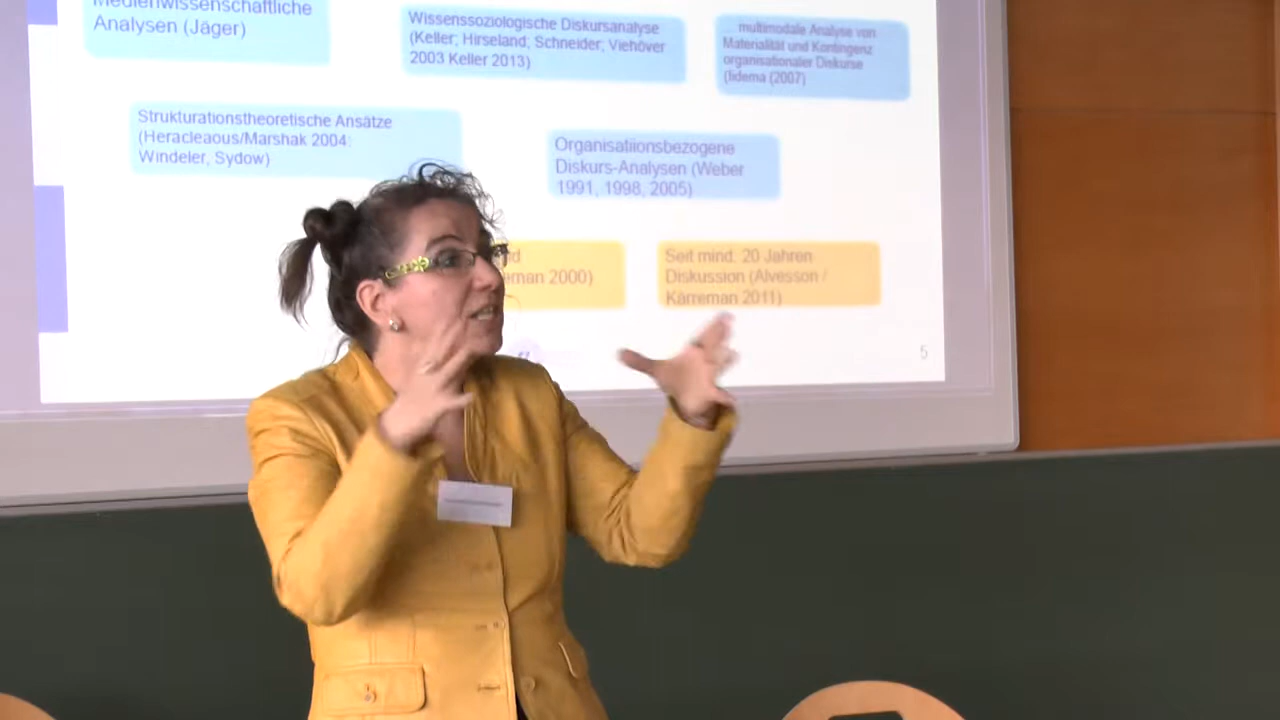 Medienwissenschaftliche
Analysen (Jäger)
Wissenssoziologische Diskursanalyse
(Keller; Hirseland; Schneider; Viehöver
2003 Keller 2013)
... multimodale Analyse von
Materialität und Kontingenz
organisationaler Diskurse
(Iidema (2007)
Strukturationstheoretische Ansätze
(Heracleaous/Marshak 2004:
Windeler, Sydow)
Organisatiionsbezogene
Diskurs-Analysen (Weber
1991, 1998, 2005)
2000)
Seit mind. 20 Jahren
Diskussion (Alvesson /
Kärreman 2011)
5